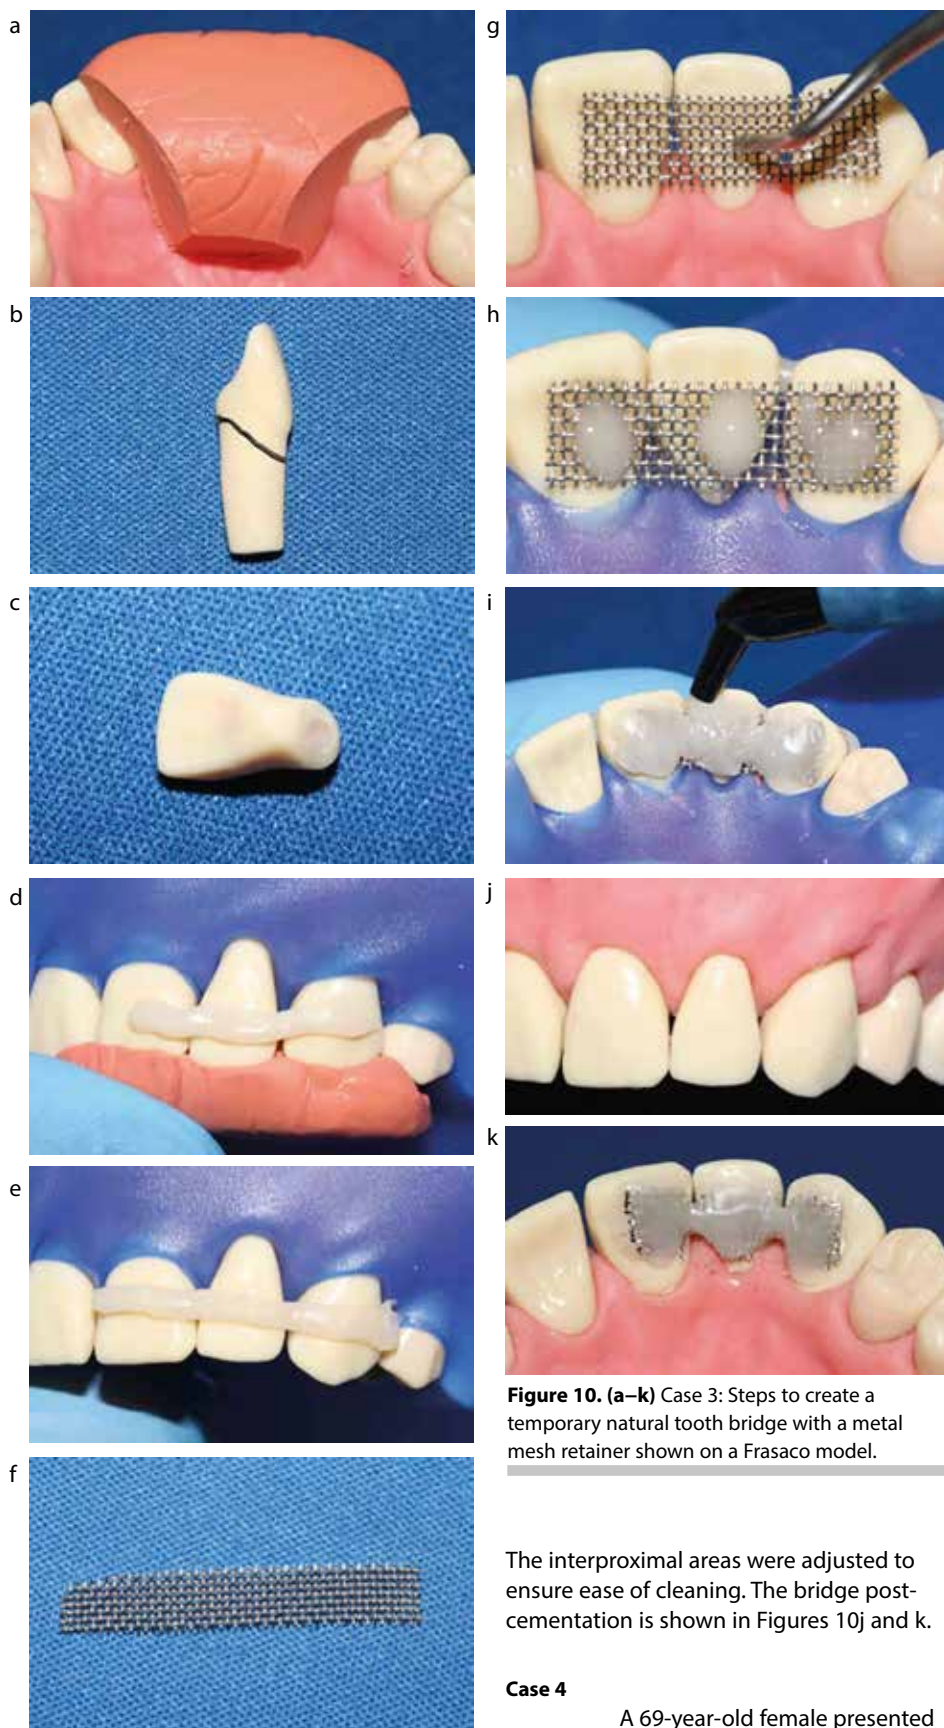 a
b
c
d
e
f
g
h
i
j
k
Figure 10. (a–k) Case 3: Steps to create a
temporary natural tooth bridge with a metal
mesh retainer shown on a Frasaco model.
The interproximal areas were adjusted to
ensure ease of cleaning. The bridge post-
cementation is shown in Figures 10j and k.
Case 4
A 69-year-old female presented